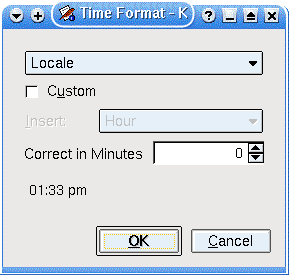 Time Format - K
Locale
Custom
Insert:
Hour
Correct in Minutes
0
01:33 pm
OK
Cancel